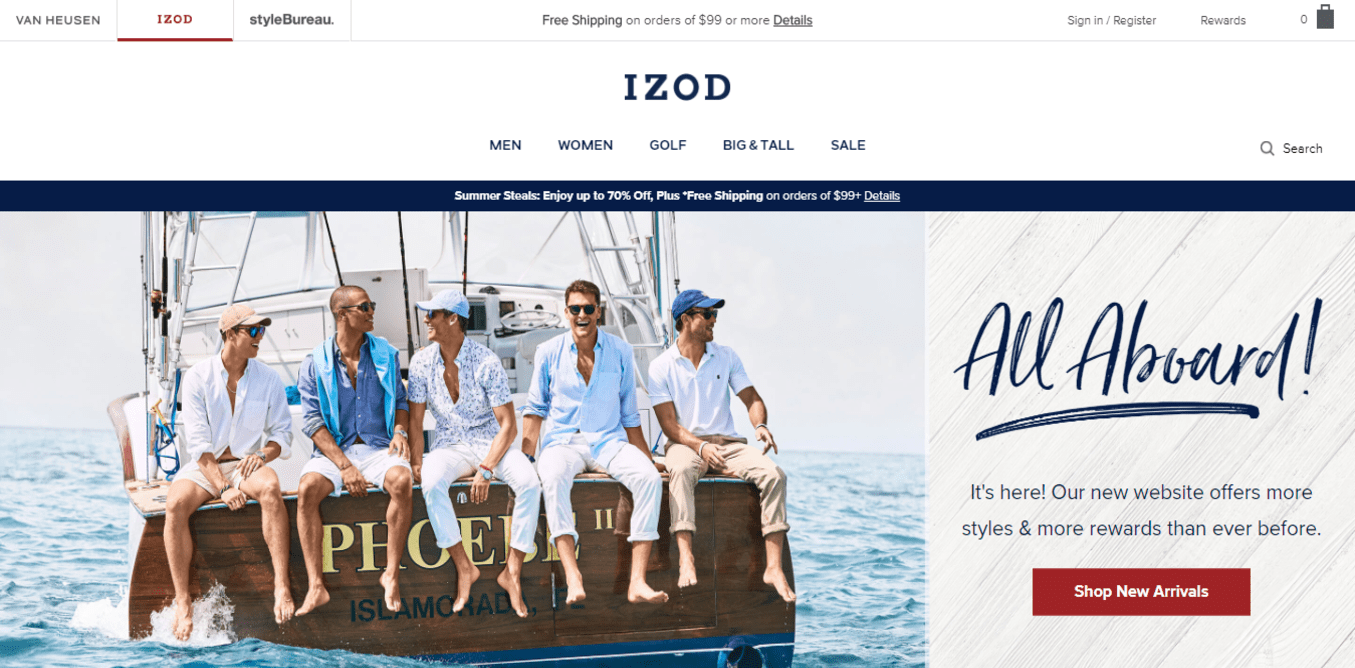 VAN HEUSEN
IZOD
styleBureau.
Free Shipping on orders of $99 or more Details
Sign in / Register
Rewards
0
IZOD
MEN
WOMEN
GOLF
BIG & TALL
SALE
Search
Summer Steals: Enjoy up to 70% Off, Plus *Free Shipping on orders of $99+ Details
All Aboard!
It's here! Our new website offers more
styles & more rewards than ever before.
Shop New Arrivals
PHOEBE II
ISLAMORADA, FL